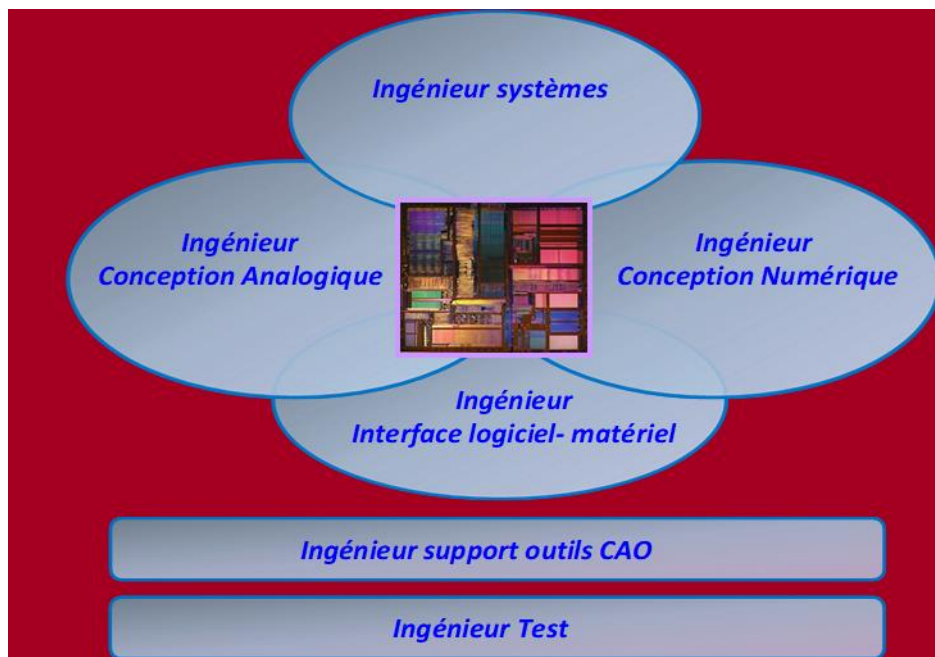 Ingénieur systèmes
Ingénieur
Conception Analogique
Ingénieur
Conception Numérique
Ingénieur
Interface logiciel- matériel
Ingénieur support outils CAO
Ingénieur Test